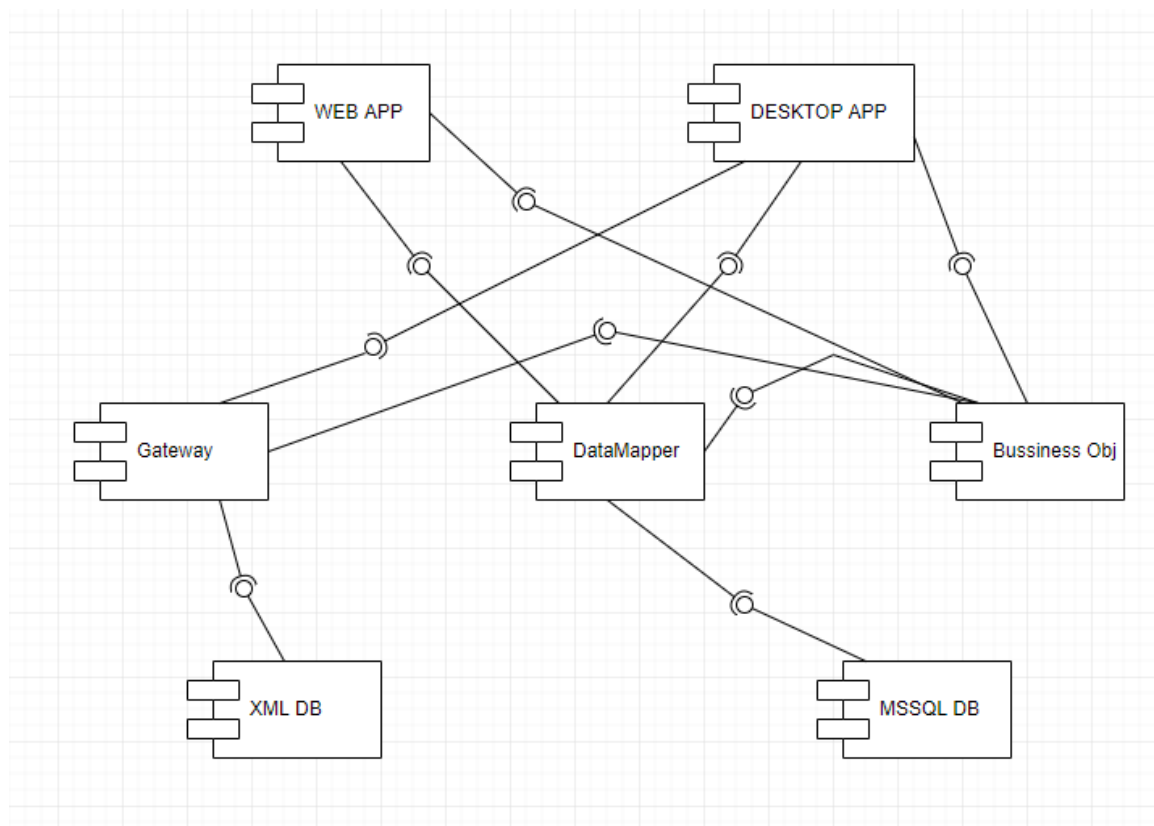 WEB APP
DESKTOP APP
Gateway
DataMapper
Bussiness Obj
XML DB
MSSQL DB